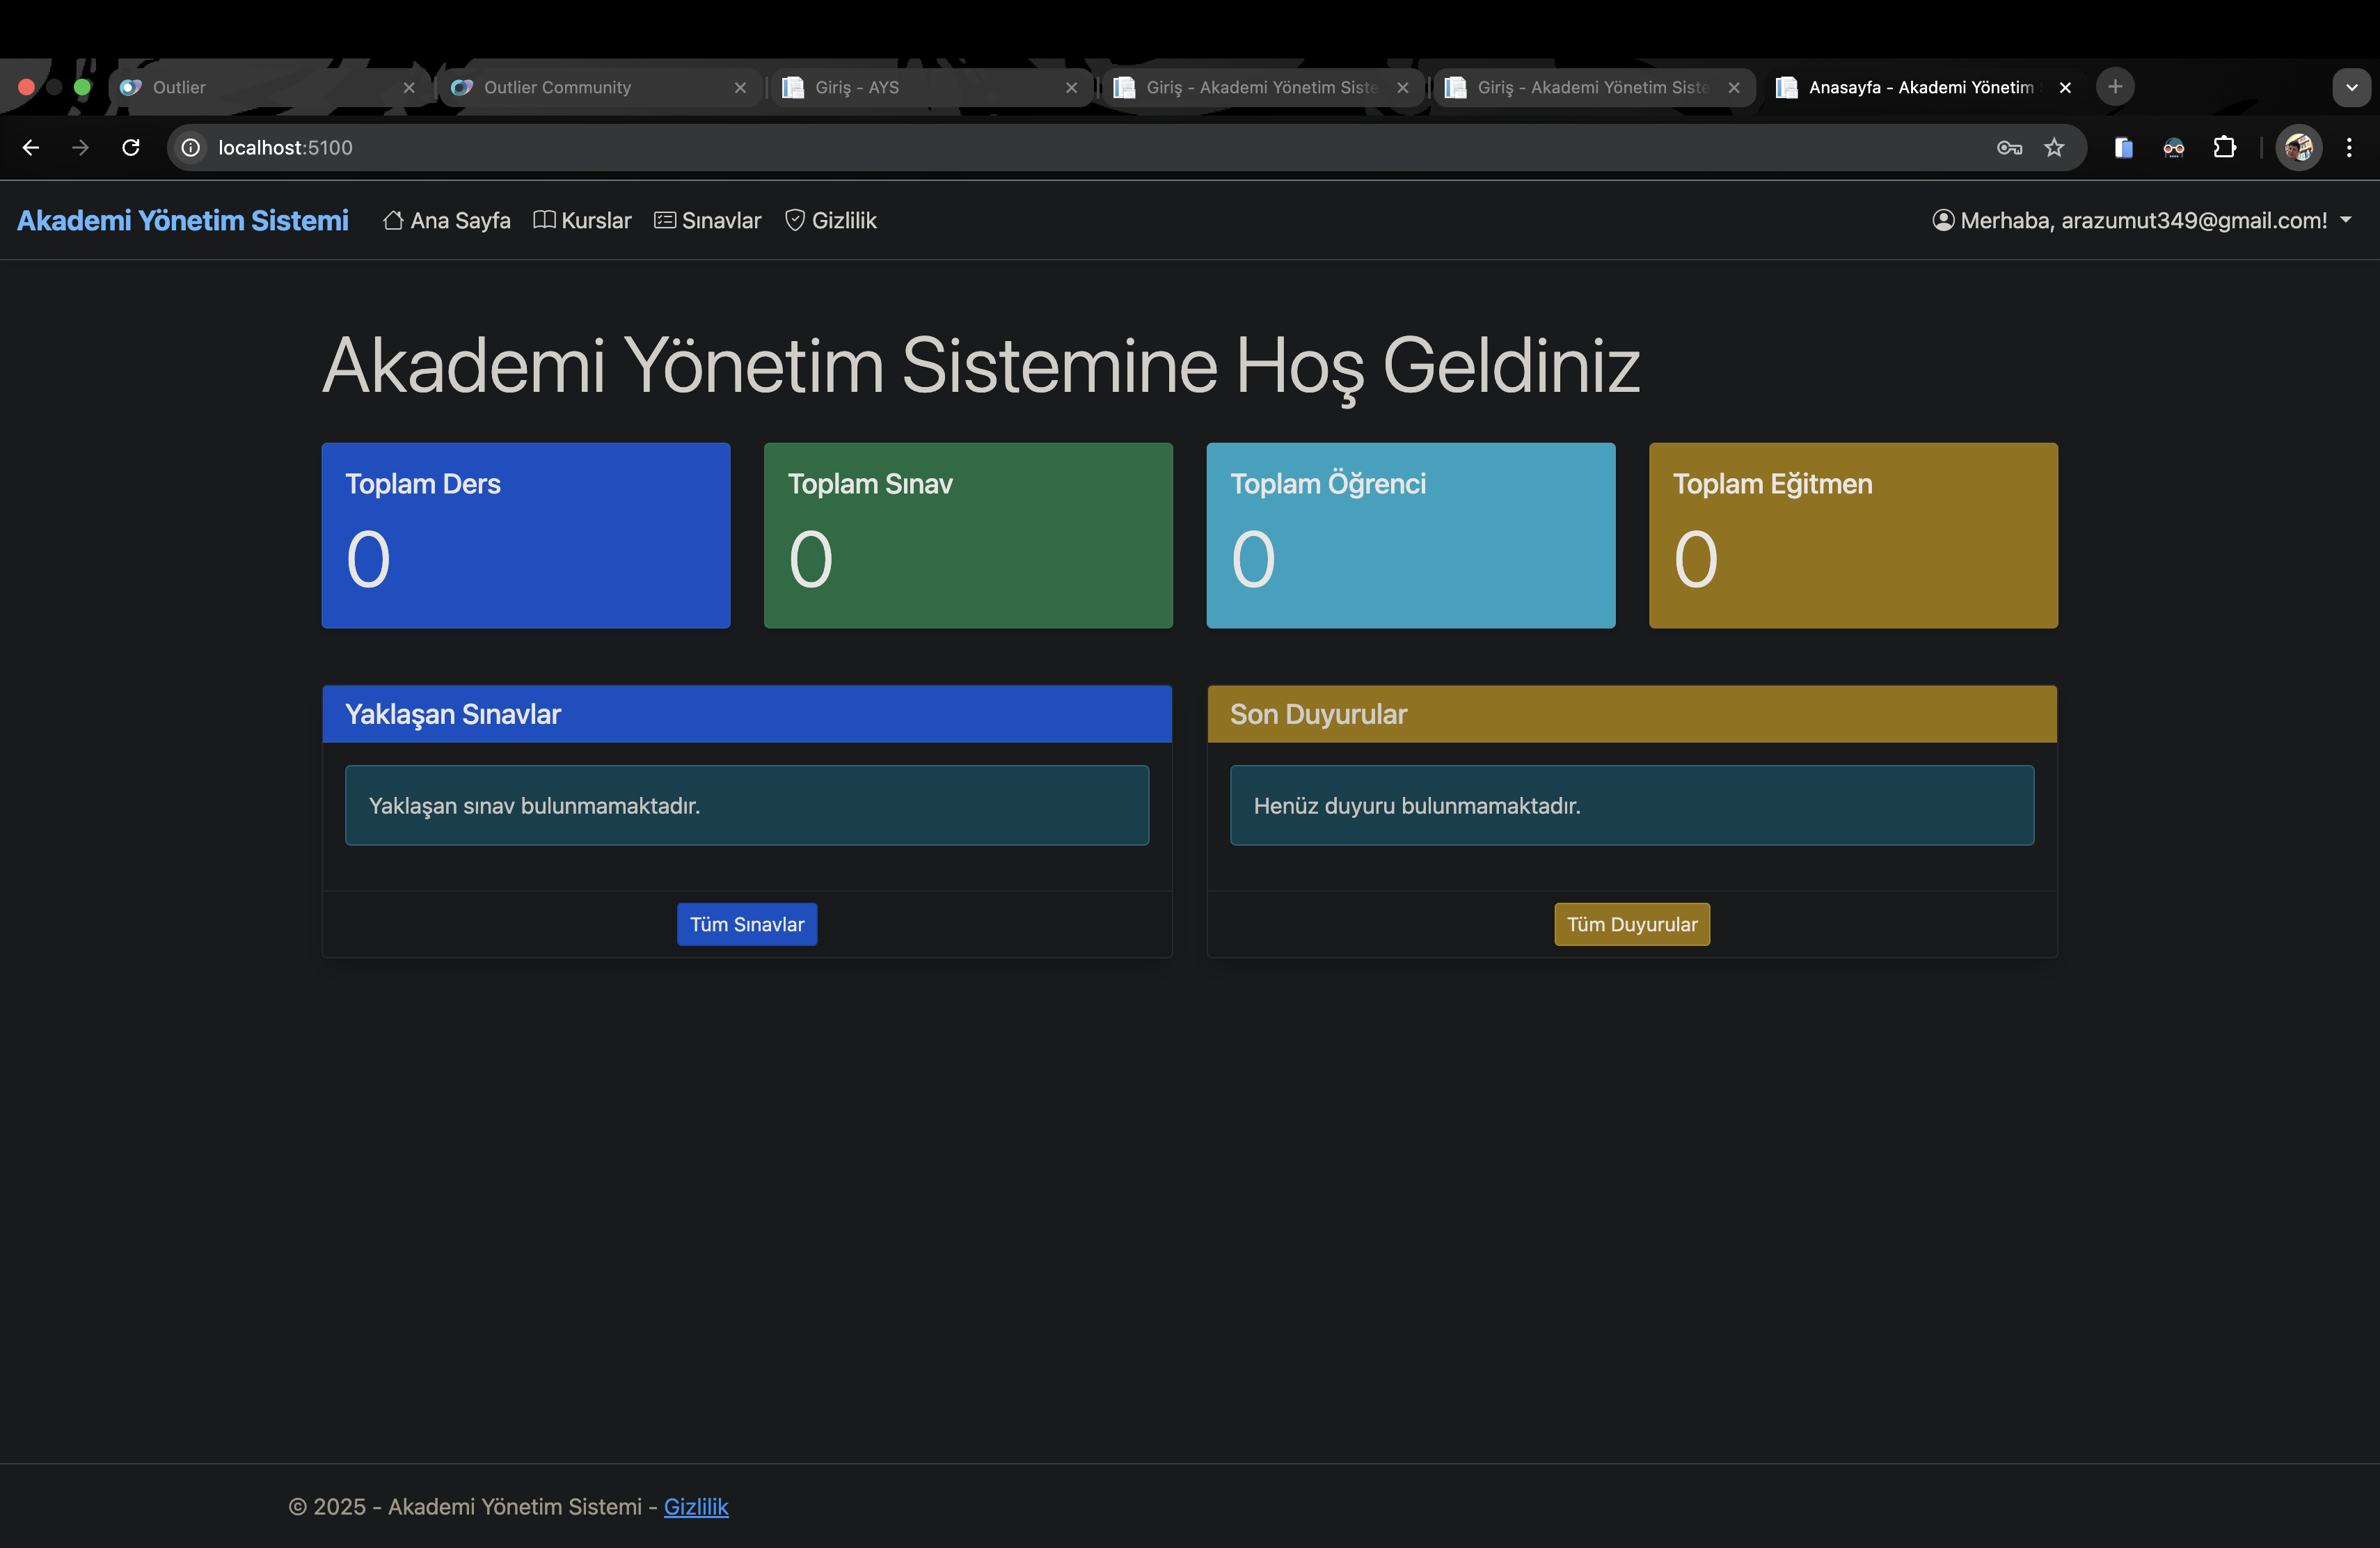 Outlier
Outlier Community
Giriş - AYS
Giriş - Akademi Yönetim Siste
Giriş - Akademi Yönetim Siste
Anasayfa - Akademi Yönetim
localhost:5100
Akademi Yönetim Sistemi
Ana Sayfa
Kurslar
Sınavlar
Gizlilik
Merhaba, arazumut349@gmail.com!
Akademi Yönetim Sistemine Hoş Geldiniz
Toplam Ders
0
Toplam Sınav
0
Toplam Öğrenci
0
Toplam Eğitmen
0
Yaklaşan Sınavlar
Yaklaşan sınav bulunmamaktadır.
Tüm Sınavlar
Son Duyurular
Henüz duyuru bulunmamaktadır.
Tüm Duyurular
© 2025 - Akademi Yönetim Sistemi - Gizlilik